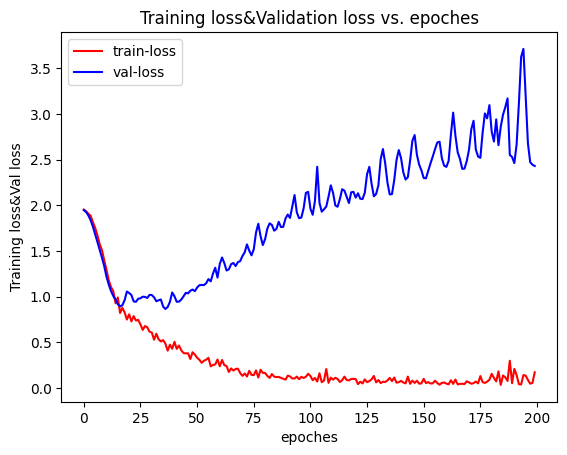 Training loss&Validation loss vs. epoches
train-loss
val-loss
Training loss&Val loss
3.5
3.0
2.5
2.0
1.5
1.0
0.5
0.0
0 25 50 75 100 125 150 175 200
epoches